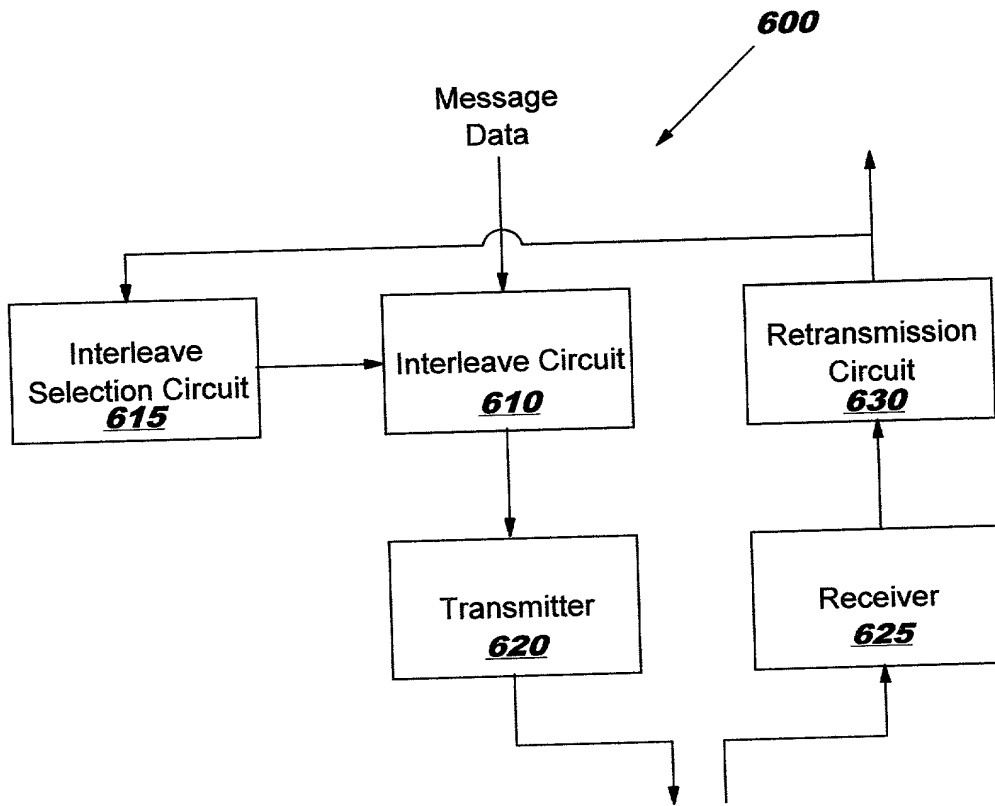 600
Message
Data
Interleave
Selection Circuit
615
Interleave Circuit
610
Retransmission
Circuit
630
Transmitter
620
Receiver
625